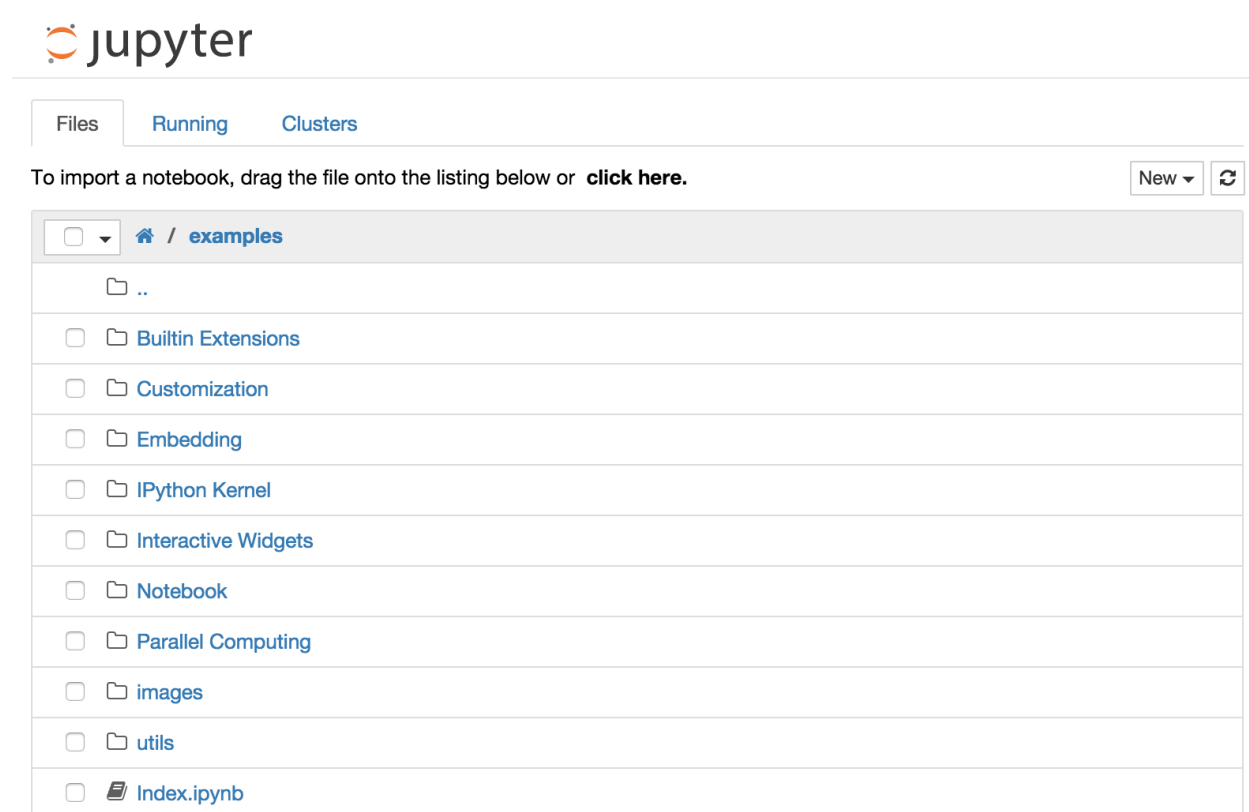 jupyter
Files Running Clusters
To import a notebook, drag the file onto the listing below or click here. New
/ examples
..
Builtin Extensions
Customization
Embedding
IPython Kernel
Interactive Widgets
Notebook
Parallel Computing
images
utils
Index.ipynb